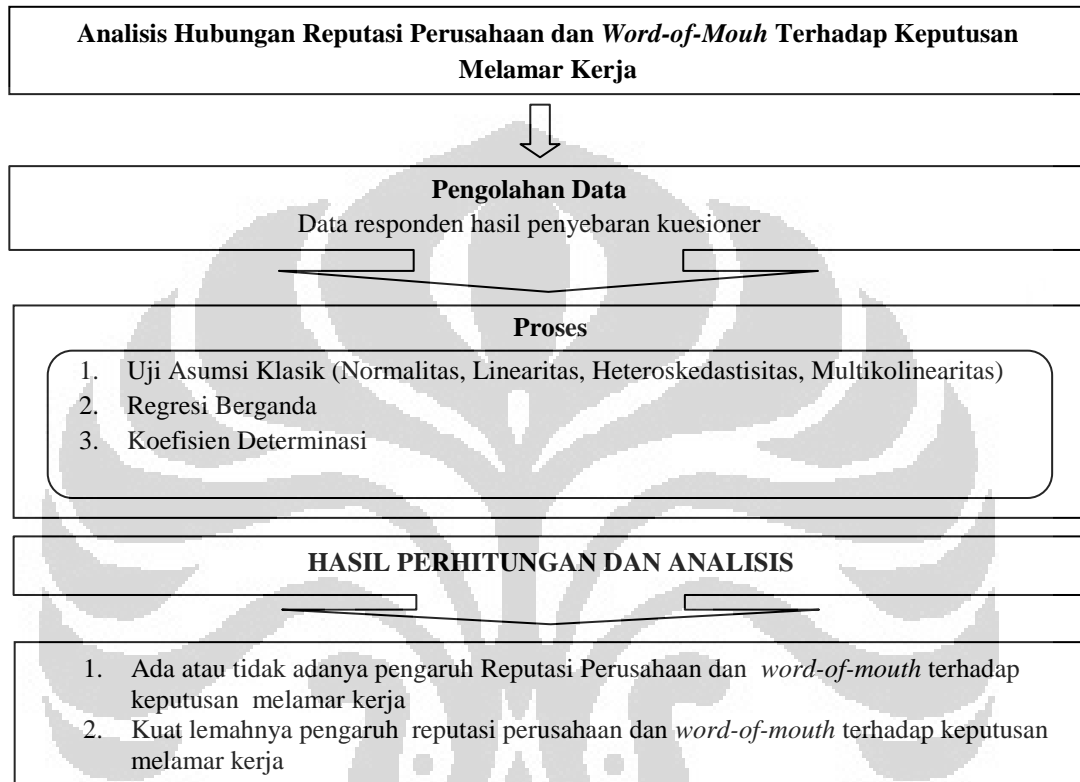 Analisis Hubungan Reputasi Perusahaan dan Word-of-Mouh Terhadap Keputusan
Melamar Kerja
Pengolahan Data
Data responden hasil penyebaran kuesioner
Proses
1. Uji Asumsi Klasik (Normalitas, Linearitas, Heteroskedastisitas, Multikolinearitas)
2. Regresi Berganda
3. Koefisien Determinasi
HASIL PERHITUNGAN DAN ANALISIS
1. Ada atau tidak adanya pengaruh Reputasi Perusahaan dan word-of-mouth terhadap
keputusan melamar kerja
2. Kuat lemahnya pengaruh reputasi perusahaan dan word-of-mouth terhadap keputusan
melamar kerja